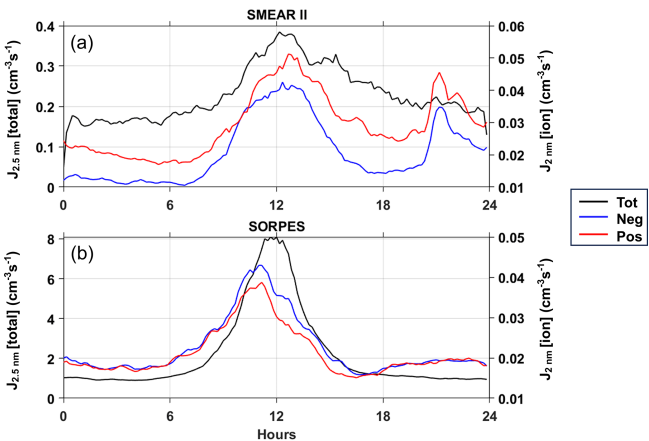 SMEAR II
(a)
J2.5 nm [total] (cm-3s-1)
0.4
0.3
0.2
0.1
0
0.06
0.05
0.04
0.03
0.02
0.01
J2 nm [ion] (cm-3s-1)
0 6 12 18 24
Tot
Neg
Pos
SORPES
(b)
J2.5 nm [total] (cm-3s-1)
8
6
4
2
0
0.05
0.04
0.03
0.02
0.01
J2 nm [ion] (cm-3s-1)
0 6 12 18 24
Hours